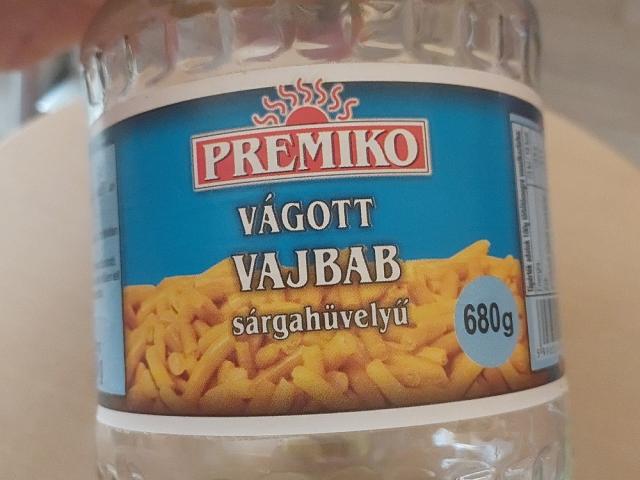 PREMIKO
VÁGOTT
VAJBAB
sárgahüvelyű
680g